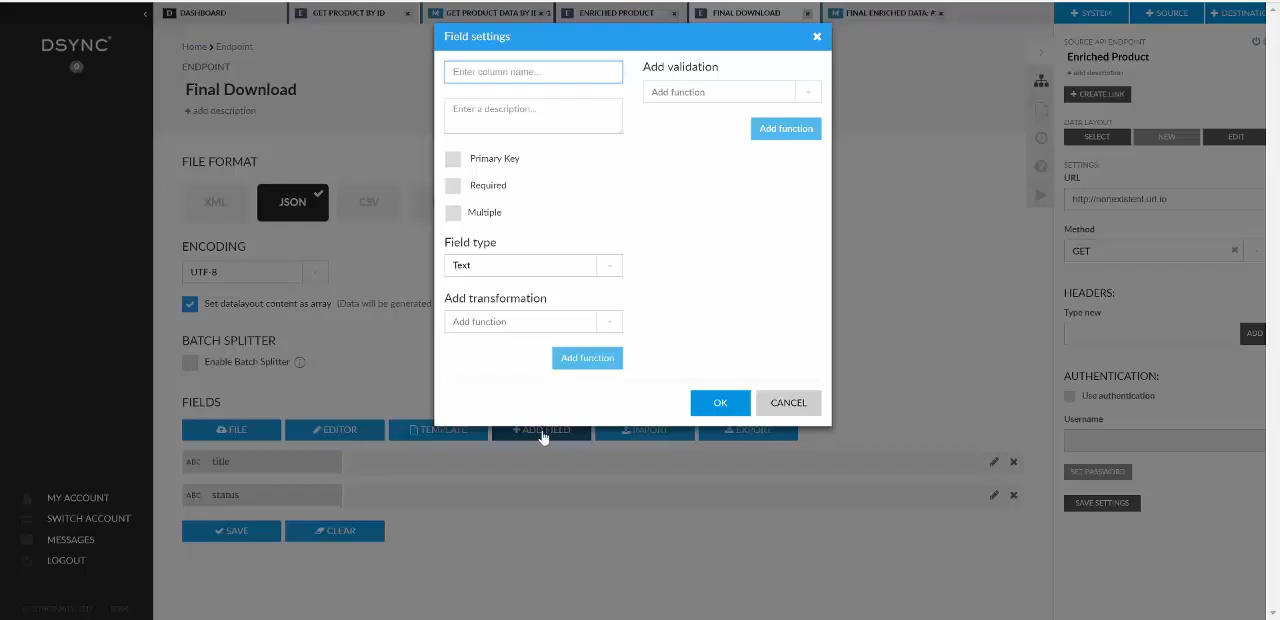 DSYNC
0
MY ACCOUNT
SWITCH ACCOUNT
MESSAGES
LOGOUT
D DASHBOARD
E GET PRODUCT BY ID
M GET PRODUCT DATA BY
E ENRICHED PRODUCT
E FINAL DOWNLOAD
M FINAL ENRICHED DATA:
+ SYSTEM
+ SOURCE
+ DESTINATIO
Home > Endpoint
ENDPOINT
Final Download
+ add description
FILE FORMAT
XML
JSON
CSV
ENCODING
UTF-8
Set datalayout content as array (Data will be generated
BATCH SPLITTER
Enable Batch Splitter
FIELDS
FILE
EDITOR
TEMPLATE
+ ADD FIELD
IMPORT
EXPORT
ABC title
ABC status
SAVE
CLEAR
Field settings
Enter column name...
Enter a description...
Primary Key
Required
Multiple
Field type
Text
Add transformation
Add function
Add function
Add validation
Add function
Add function
OK
CANCEL
SOURCE API ENDPOINT
Enriched Product
+ add description
+ CREATE LINK
DATA LAYOUT
SELECT
NEW
EDIT
SETTINGS:
URL
http://nonexistent.url.io
Method
GET
HEADERS:
Type new
ADD
AUTHENTICATION:
Use authentication
Username
SET PASSWORD
SAVE SETTINGS